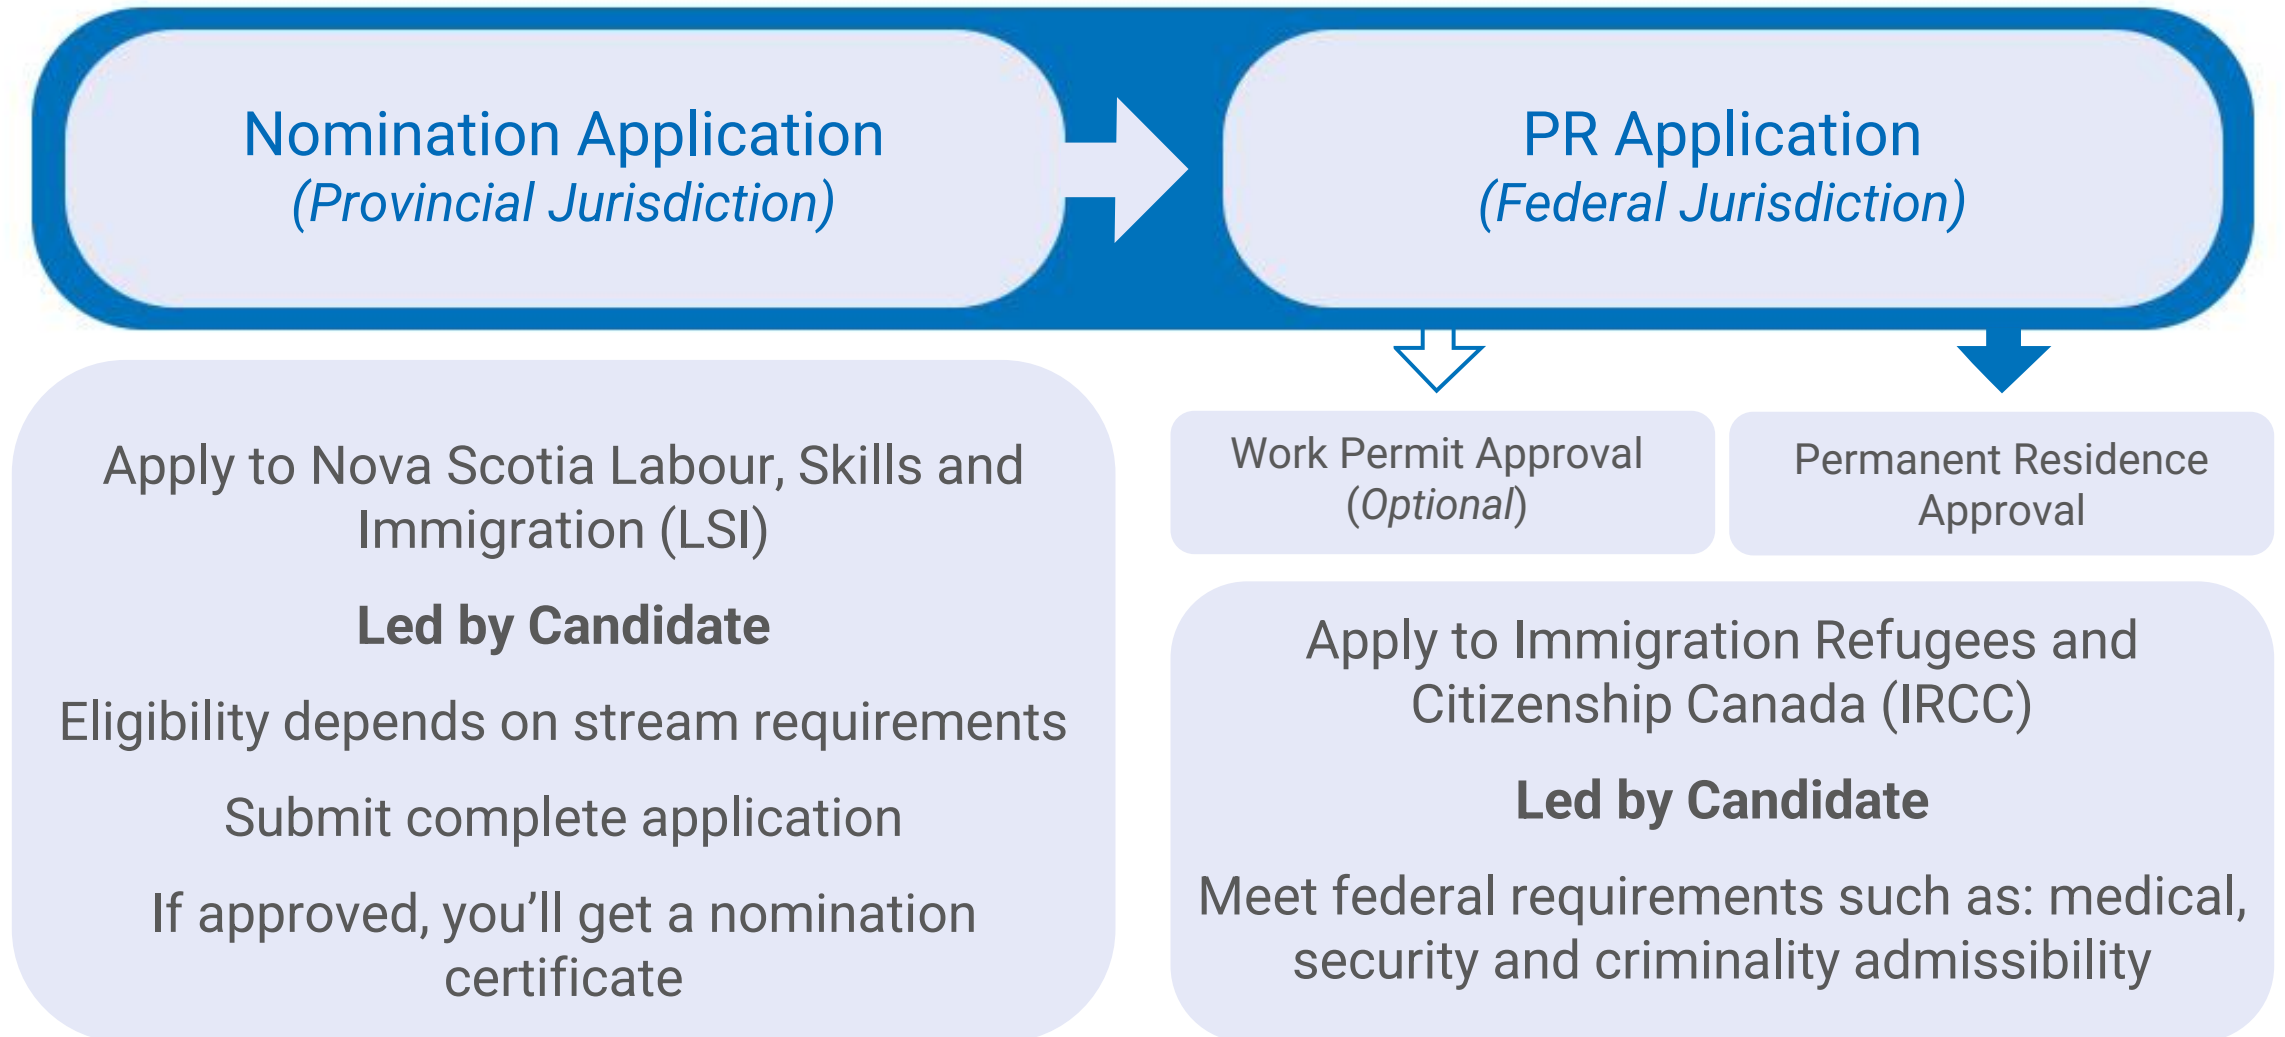 Nomination Application
(Provincial Jurisdiction)
PR Application
(Federal Jurisdiction)
Apply to Nova Scotia Labour, Skills and
Immigration (LSI)
Led by Candidate
Eligibility depends on stream requirements
Submit complete application
If approved, you’ll get a nomination
certificate
Work Permit Approval
(Optional)
Permanent Residence
Approval
Apply to Immigration Refugees and
Citizenship Canada (IRCC)
Led by Candidate
Meet federal requirements such as: medical,
security and criminality admissibility